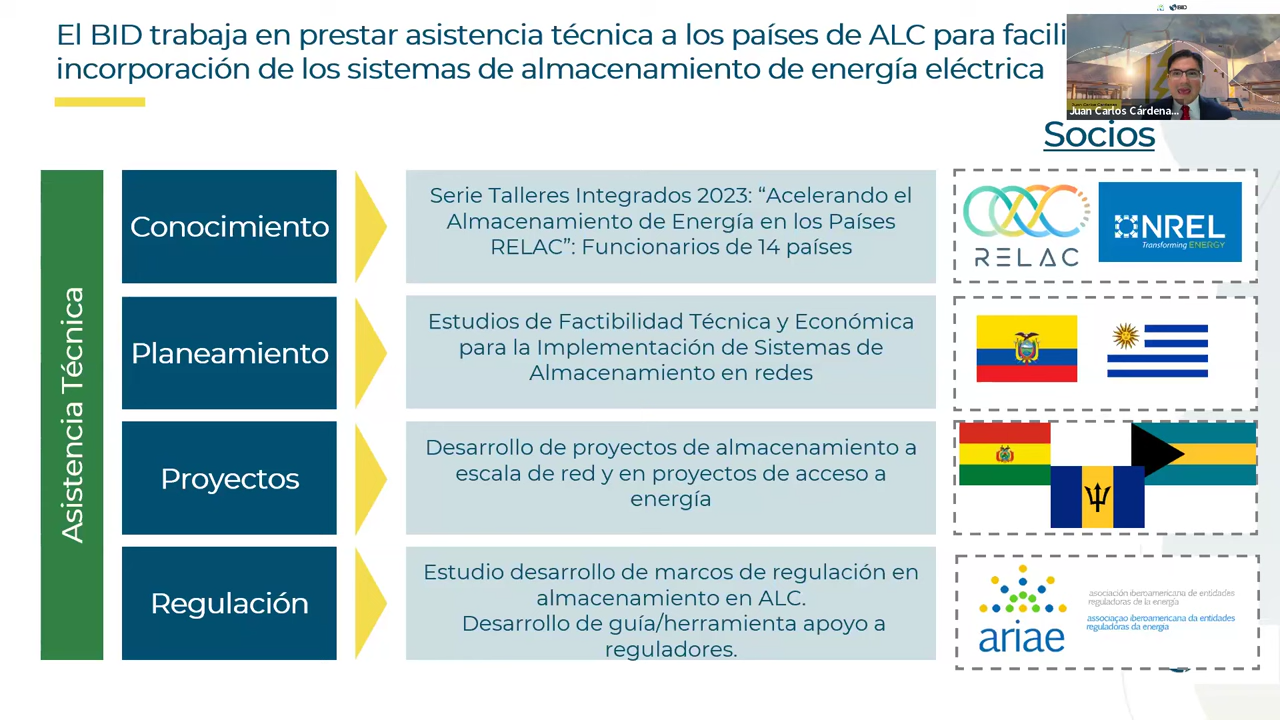 BID
El BID trabaja en prestar asistencia técnica a los países de ALC para facili
incorporación de los sistemas de almacenamiento de energía eléctrica
Juan Carlos Cárdena...
Socios
Asistencia Técnica
Conocimiento
Serie Talleres Integrados 2023: “Acelerando el
Almacenamiento de Energía en los Países
RELAC”: Funcionarios de 14 países
RELAC
NREL
Transforming ENERGY
Planeamiento
Estudios de Factibilidad Técnica y Económica
para la Implementación de Sistemas de
Almacenamiento en redes
Proyectos
Desarrollo de proyectos de almacenamiento a
escala de red y en proyectos de acceso a
energía
Regulación
Estudio desarrollo de marcos de regulación en
almacenamiento en ALC.
Desarrollo de guía/herramienta apoyo a
reguladores.
ariae
asociación iberoamericana de entidades
reguladoras de la energía
associaçao iberoamericana da entidades
reguladoras da energia